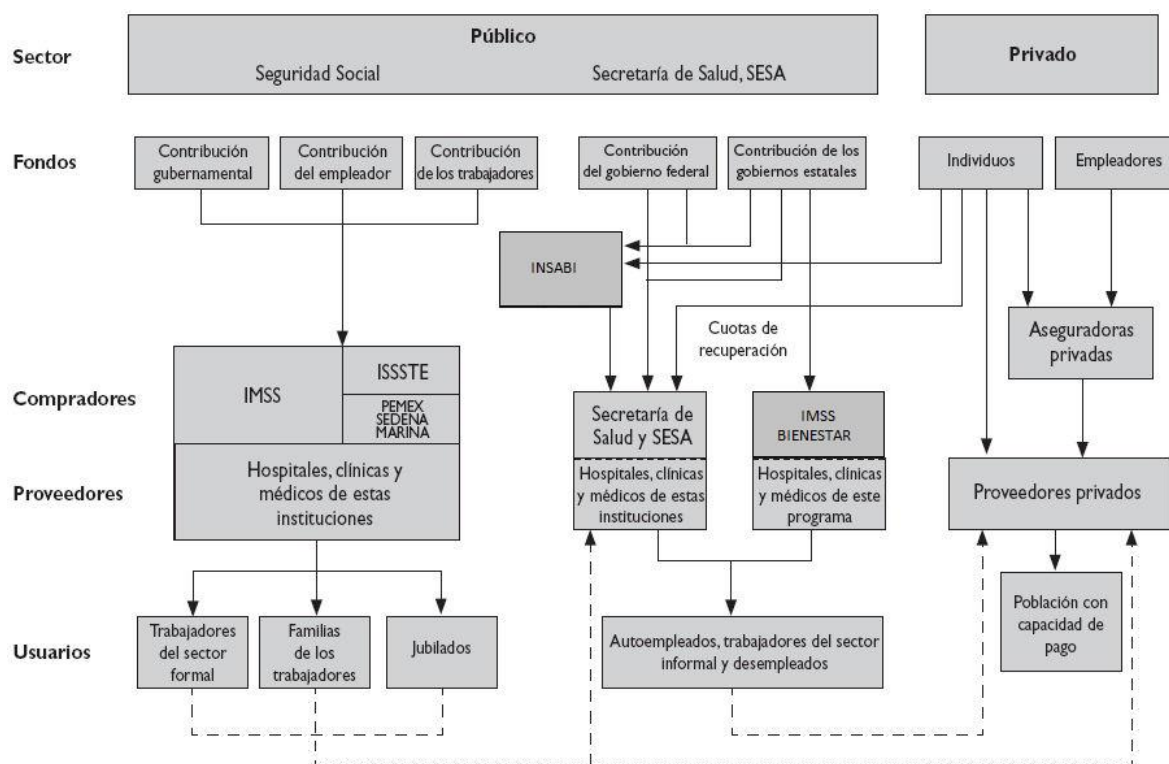 Sector
Público
Seguridad Social
Secretaría de Salud, SESA
Privado
Fondos
Contribución
gubernamental
Contribución
del empleador
Contribución
de los trabajadores
Contribución
del gobierno federal
Contribución de los
gobiernos estatales
Individuos
Empleadores
INSABI
Cuotas de
recuperación
Aseguradoras
privadas
Compradores
IMSS
ISSSTE
PEMEX
SEDENA
MARINA
Secretaría de
Salud y SESA
IMSS
BIENESTAR
Proveedores
Hospitales, clínicas y
médicos de estas
instituciones
Hospitales, clínicas
y médicos de estas
instituciones
Hospitales, clínicas
y médicos de este
programa
Proveedores privados
Usuarios
Trabajadores
del sector
formal
Familias
de los
trabajadores
Jubilados
Autoempleados, trabajadores del sector
informal y desempleados
Población con
capacidad de
pago